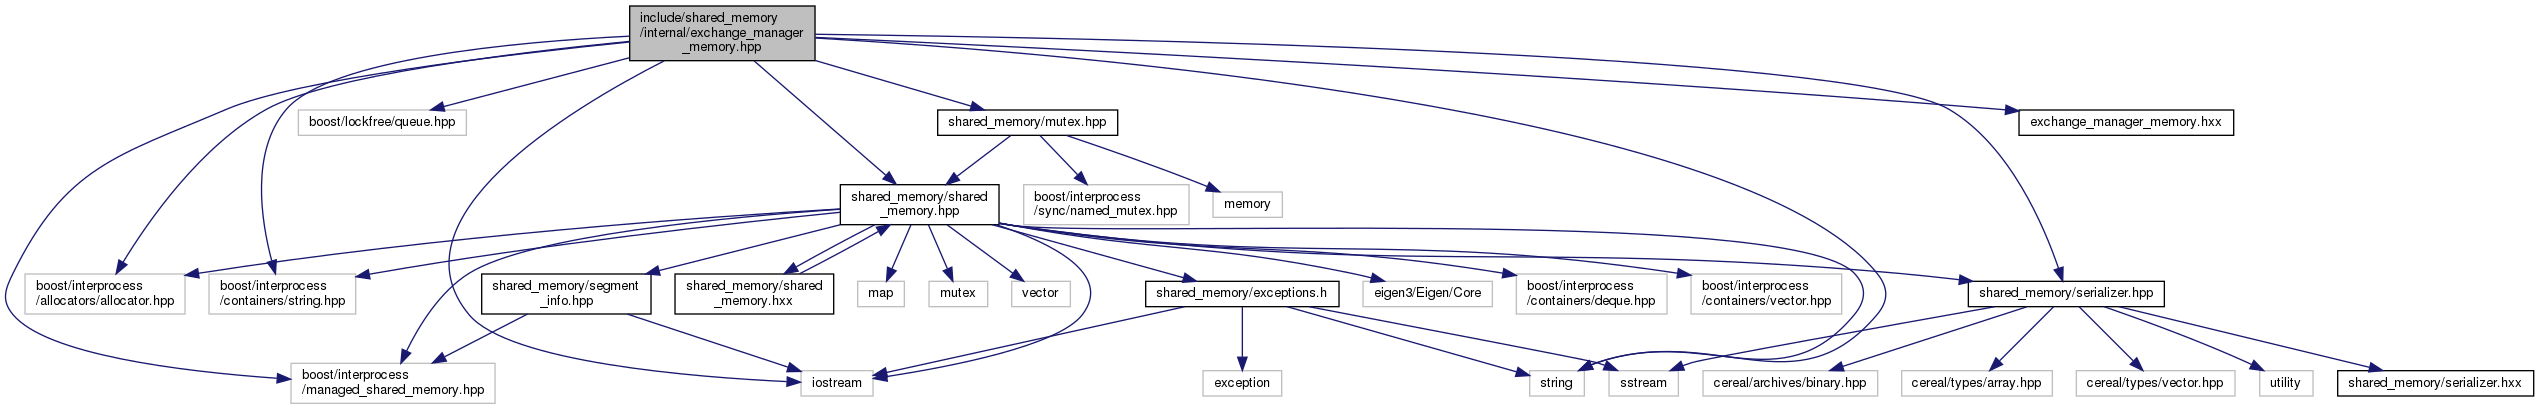 include/shared_memory
/internal/exchange_manager
_memory.hpp
boost/lockfree/queue.hpp
shared_memory/mutex.hpp
exchange_manager_memory.hxx
shared_memory/shared
_memory.hpp
boost/interprocess
/sync/named_mutex.hpp
memory
boost/interprocess
/allocators/allocator.hpp
boost/interprocess
/containers/string.hpp
shared_memory/segment
_info.hpp
shared_memory/shared
_memory.hxx
map
mutex
vector
shared_memory/exceptions.h
eigen3/Eigen/Core
boost/interprocess
/containers/deque.hpp
boost/interprocess
/containers/vector.hpp
shared_memory/serializer.hpp
boost/interprocess
/managed_shared_memory.hpp
iostream
exception
string
sstream
cereal/archives/binary.hpp
cereal/types/array.hpp
cereal/types/vector.hpp
utility
shared_memory/serializer.hxx